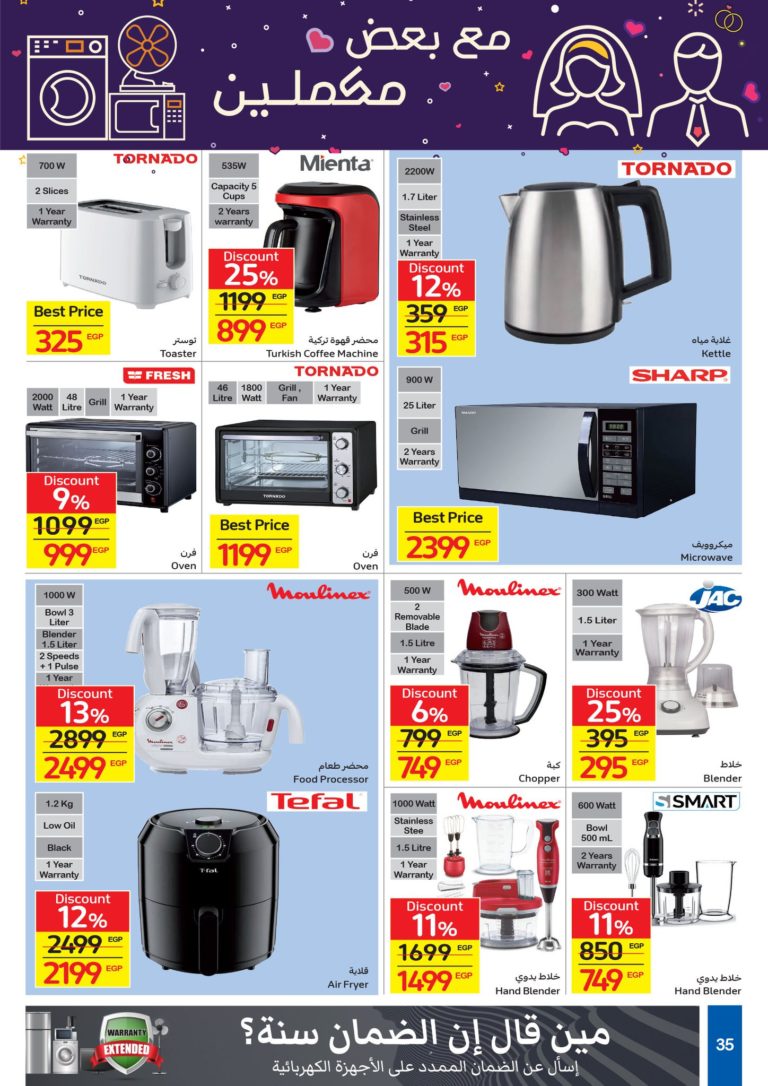 مع بعض
مكملين
700 W
2 Slices
1 Year
Warranty
TORNADO
TORNADO
Best Price
325 EGP
توستر
Toaster
535W
Capacity 5
Cups
2 Years
warranty
Mienta
Discount
25%
1199 EGP
899 EGP
محضر قهوة تركية
Turkish Coffee Machine
2200W
1.7 Liter
Stainless
Steel
1 Year
Warranty
TORNADO
Discount
12%
359 EGP
315 EGP
غلاية مياه
Kettle
FRESH
2000
Watt
48
Litre
Grill
1 Year
Warranty
Discount
9%
1099 EGP
999 EGP
فرن
Oven
TORNADO
46
Litre
1800
Watt
Grill ,
Fan
1 Year
Warranty
TORNADO
Best Price
1199 EGP
فرن
Oven
900 W
25 Liter
Grill
2 Years
Warranty
SHARP
SHARP
Best Price
2399 EGP
ميكروويف
Microwave
1000 W
Bowl 3
Liter
Blender
1.5 Liter
2 Speeds
+ 1 Pulse
1 Year
Moulinex
Discount
13%
2899 EGP
2499 EGP
محضر طعام
Food Processor
500 W
2
Removable
Blade
1.5 Litre
1 Year
Warranty
Moulinex
Discount
6%
799 EGP
749 EGP
كبة
Chopper
300 Watt
1.5 Liter
1 Year
Warranty
JAC
Discount
25%
395 EGP
295 EGP
خلاط
Blender
1.2 Kg
Low Oil
Black
1 Year
Warranty
Tefal
T-fal
Discount
12%
2499 EGP
2199 EGP
قلاية
Air Fryer
1000 Watt
Stainless
Stee
1.5 Litre
1 Year
Warranty
Moulinex
Discount
11%
1699 EGP
1499 EGP
خلاط يدوي
Hand Blender
600 Watt
Bowl
500 mL
2 Years
Warranty
SMART
Discount
11%
850 EGP
749 EGP
خلاط يدوي
Hand Blender
WARRANTY
EXTENDED
مين قال إن الضمان سنة؟
إسأل عن الضمان الممدد على الأجهزة الكهربائية
35